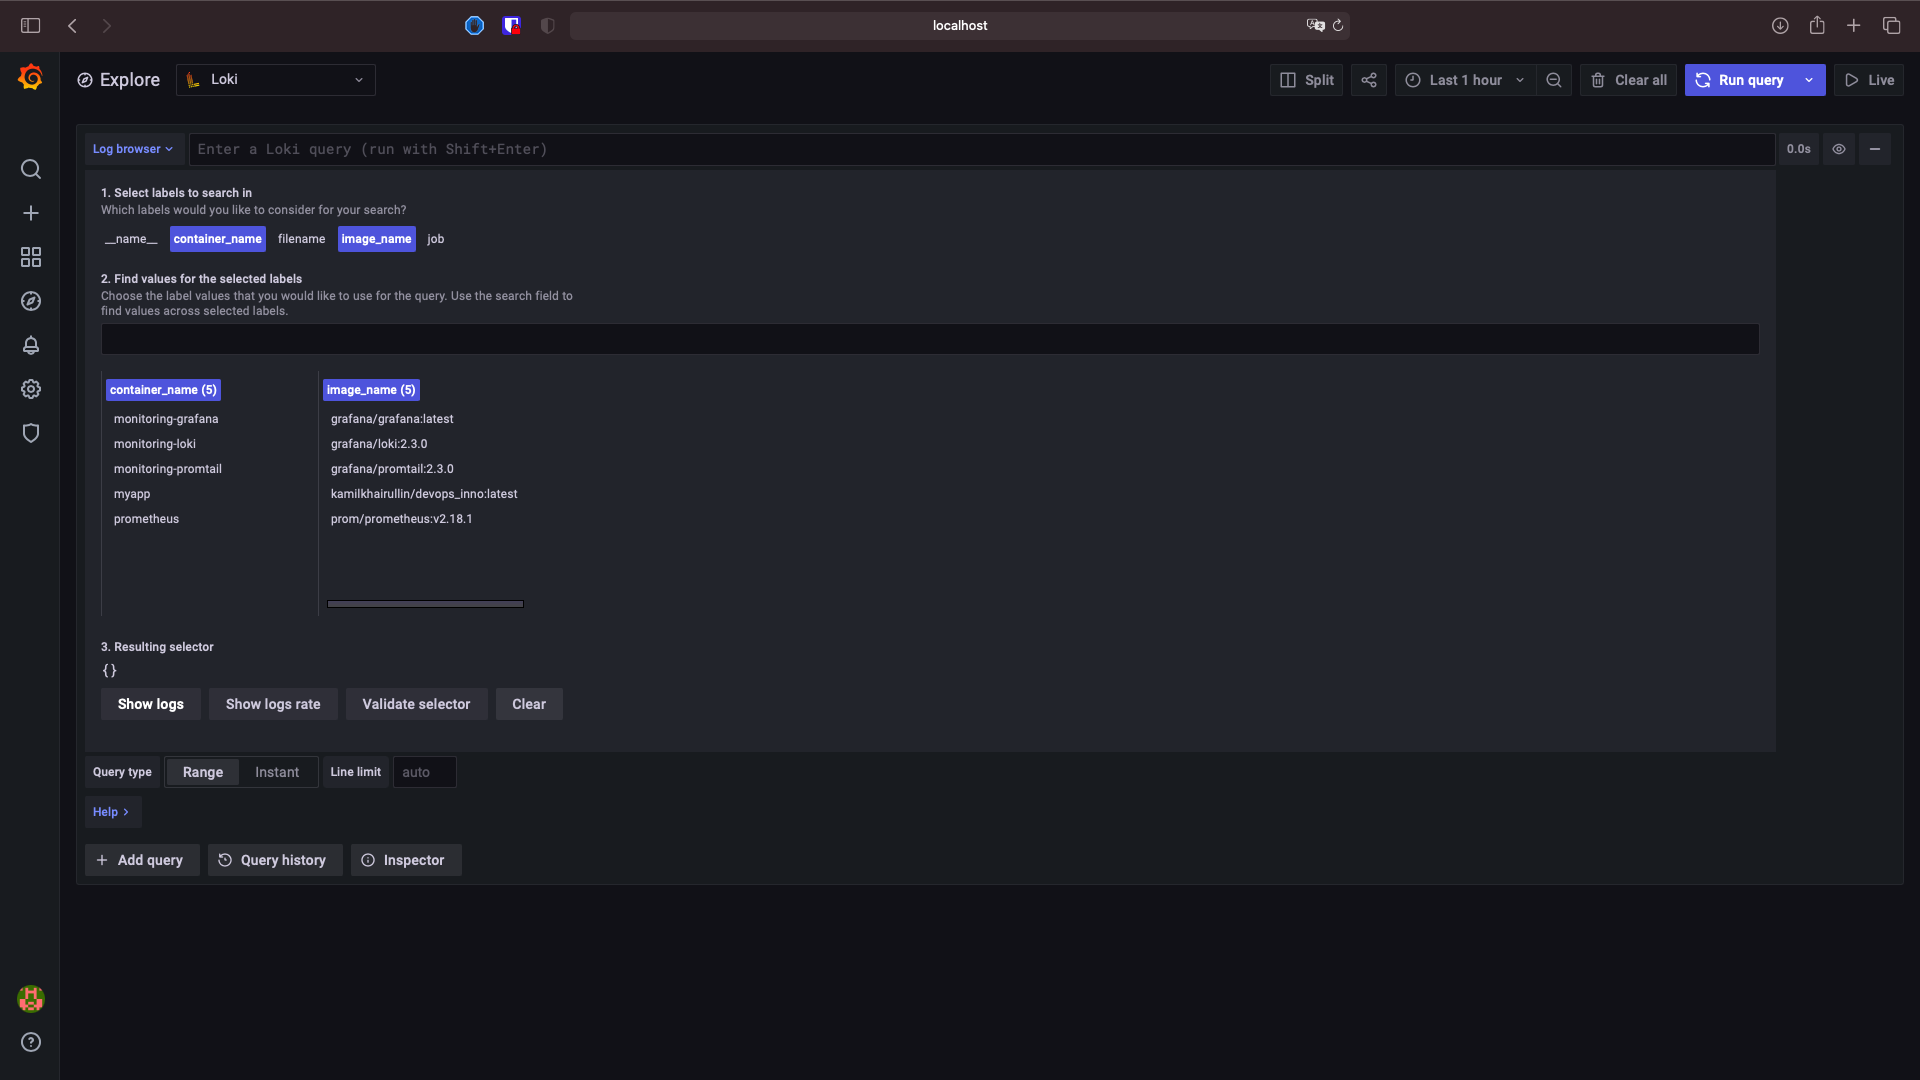 localhost
Explore
Loki
Split
Last 1 hour
Clear all
Run query
Live
Log browser
Enter a Loki query (run with Shift+Enter)
0.0s
1. Select labels to search in
Which labels would you like to consider for your search?
__name__ container_name filename image_name job
2. Find values for the selected labels
Choose the label values that you would like to use for the query. Use the search field to
find values across selected labels.
container_name (5)
monitoring-grafana
monitoring-loki
monitoring-promtail
myapp
prometheus
image_name (5)
grafana/grafana:latest
grafana/loki:2.3.0
grafana/promtail:2.3.0
kamilkhairullin/devops_inno:latest
prom/prometheus:v2.18.1
3. Resulting selector
{}
Show logs
Show logs rate
Validate selector
Clear
Query type
Range
Instant
Line limit
auto
Help
Add query
Query history
Inspector